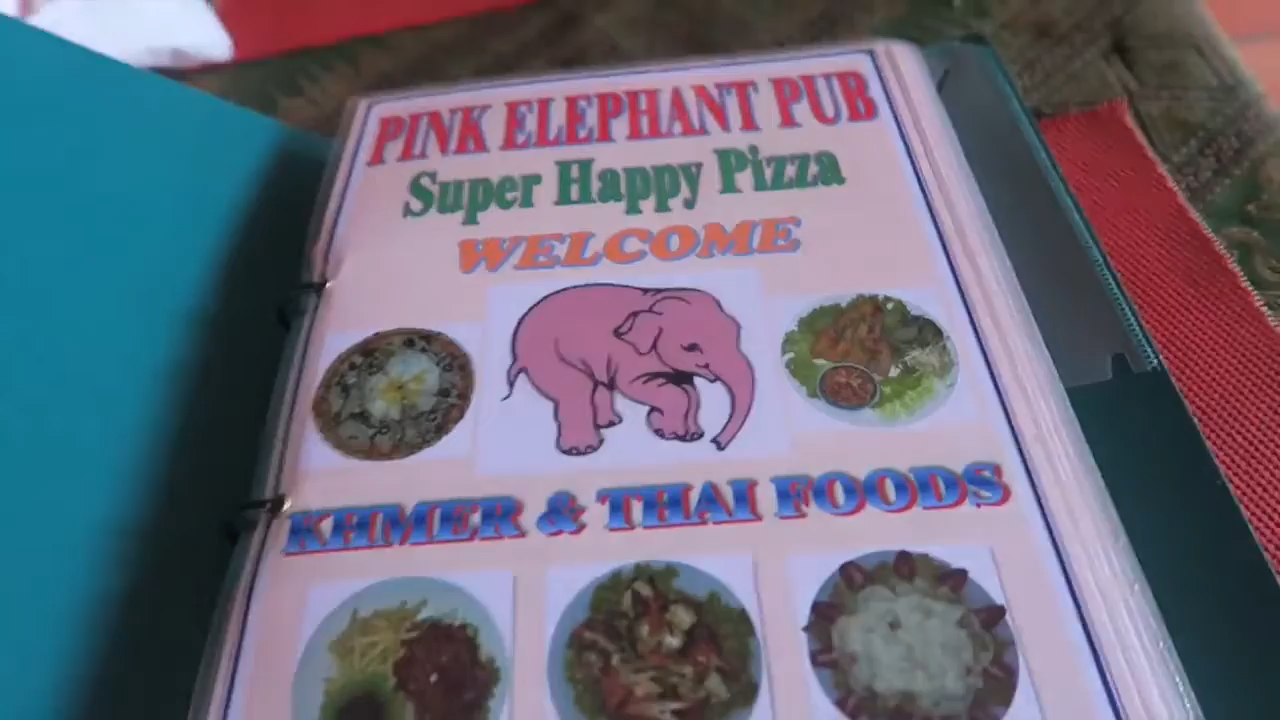 PINK ELEPHANT PUB
Super Happy Pizza
WELCOME
KHMER & THAI FOODS